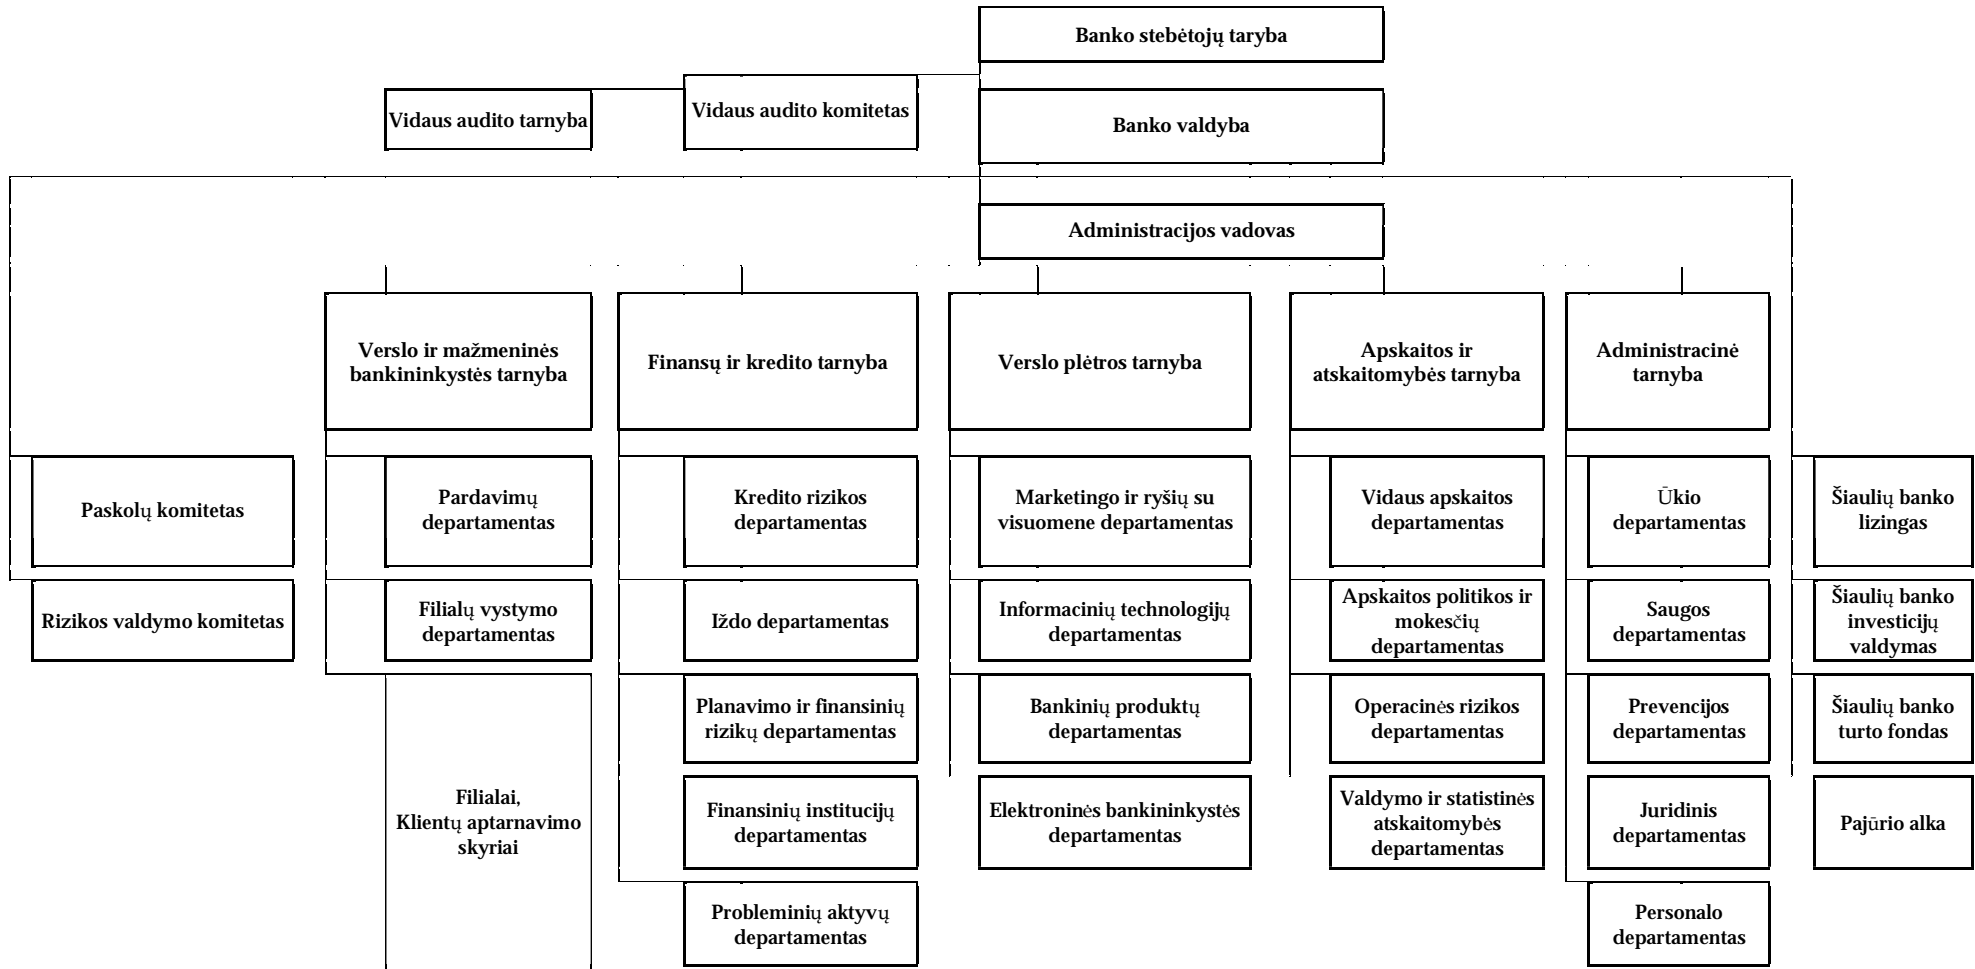 Banko stebėtojų taryba
Vidaus audito tarnyba
Vidaus audito komitetas
Banko valdyba
Administracijos vadovas
Verslo ir mažmeninės
bankininkystės tarnyba
Finansų ir kredito tarnyba
Verslo plėtros tarnyba
Apskaitos ir
atskaitomybės tarnyba
Administracinė
tarnyba
Paskolų komitetas
Pardavimų
departamentas
Kredito rizikos
departamentas
Marketingo ir ryšių su
visuomene departamentas
Vidaus apskaitos
departamentas
Ūkio
departamentas
Šiaulių banko
lizingas
Rizikos valdymo komitetas
Filialų vystymo
departamentas
Iždo departamentas
Informacinių technologijų
departamentas
Apskaitos politikos ir
mokesčių
departamentas
Saugos
departamentas
Šiaulių banko
investicijų
valdymas
Filialai,
Klientų aptarnavimo
skyriai
Planavimo ir finansinių
rizikų departamentas
Bankinių produktų
departamentas
Operacinės rizikos
departamentas
Prevencijos
departamentas
Šiaulių banko
turto fondas
Finansinių institucijų
departamentas
Elektroninės bankininkystės
departamentas
Valdymo ir statistinės
atskaitomybės
departamentas
Juridinis
departamentas
Pajūrio alka
Probleminių aktyvų
departamentas
Personalo
departamentas